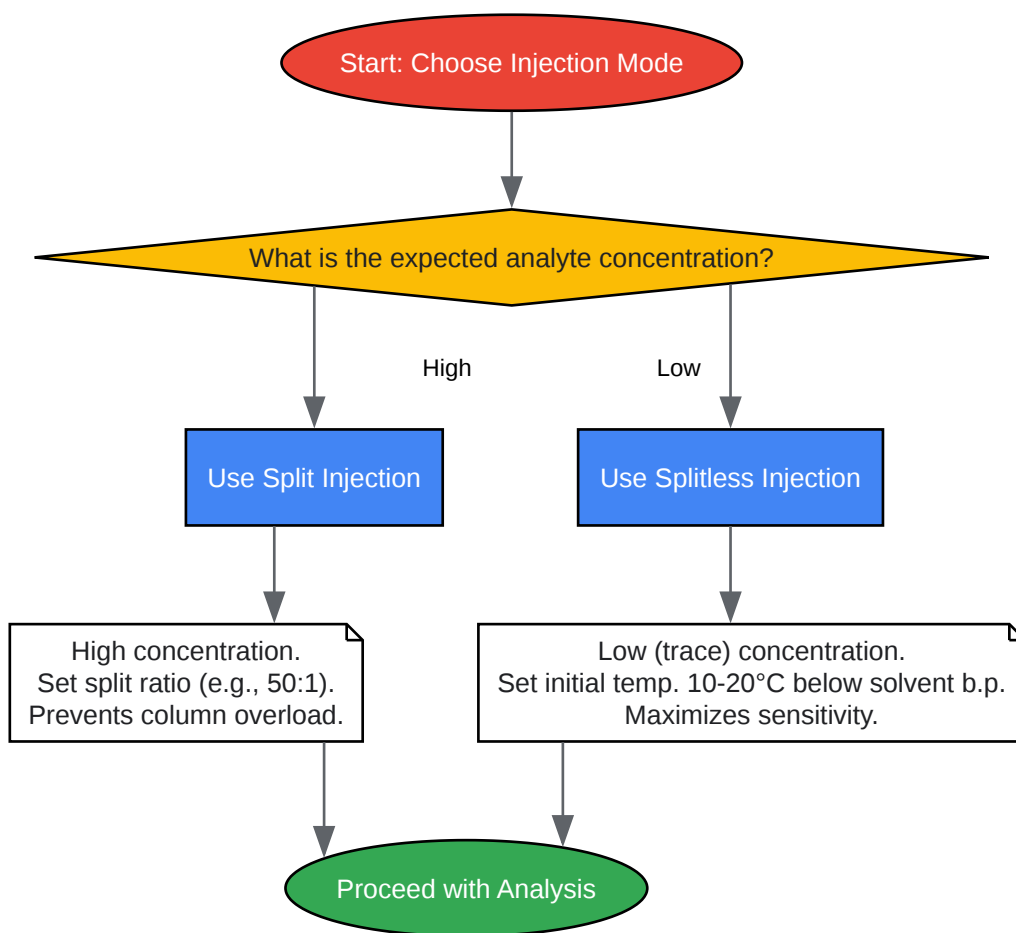 Start: Choose Injection Mode
What is the expected analyte concentration?
High
Low
Use Split Injection
Use Splitless Injection
High concentration.
Set split ratio (e.g., 50:1).
Prevents column overload.
Low (trace) concentration.
Set initial temp. 10-20°C below solvent b.p.
Maximizes sensitivity.
Proceed with Analysis